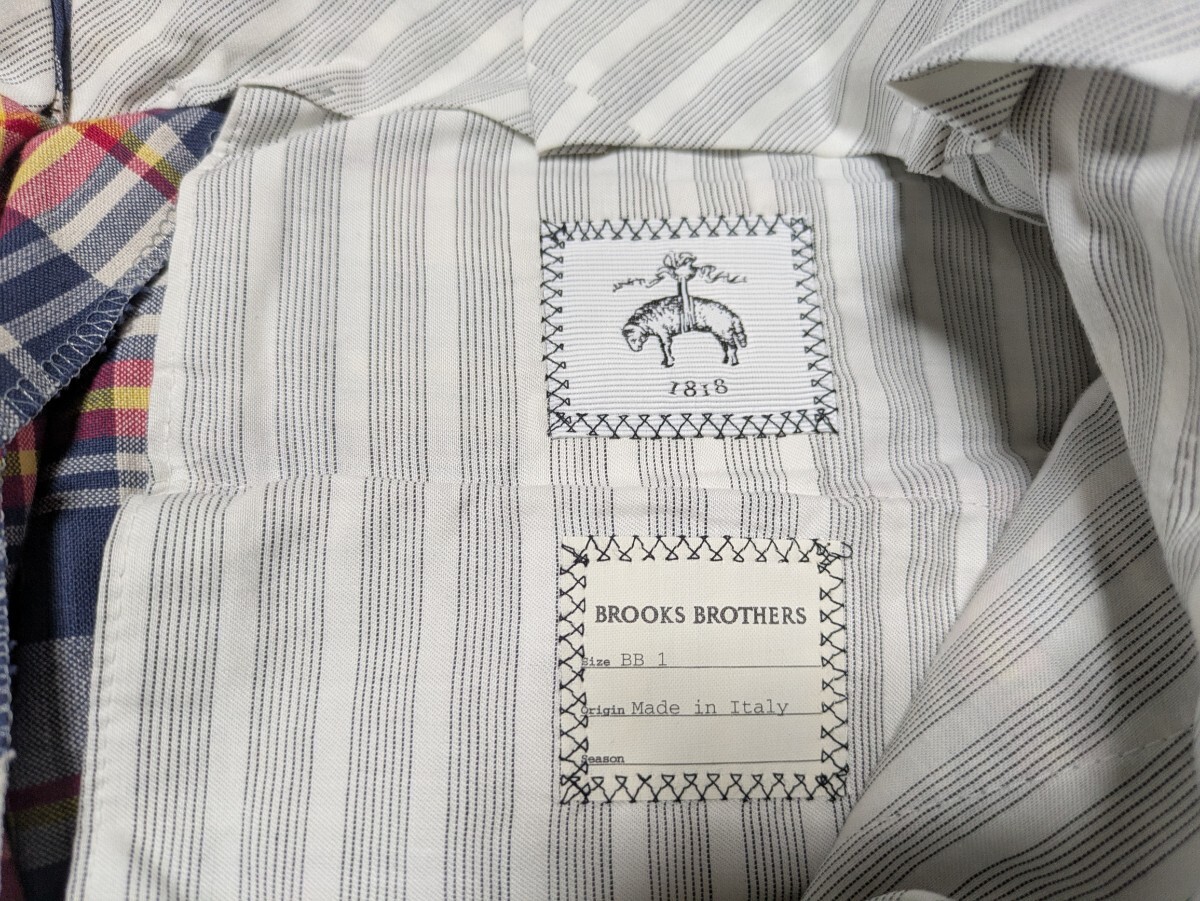 1818
BROOKS BROTHERS
Size BB 1
Origin Made in Italy
Season